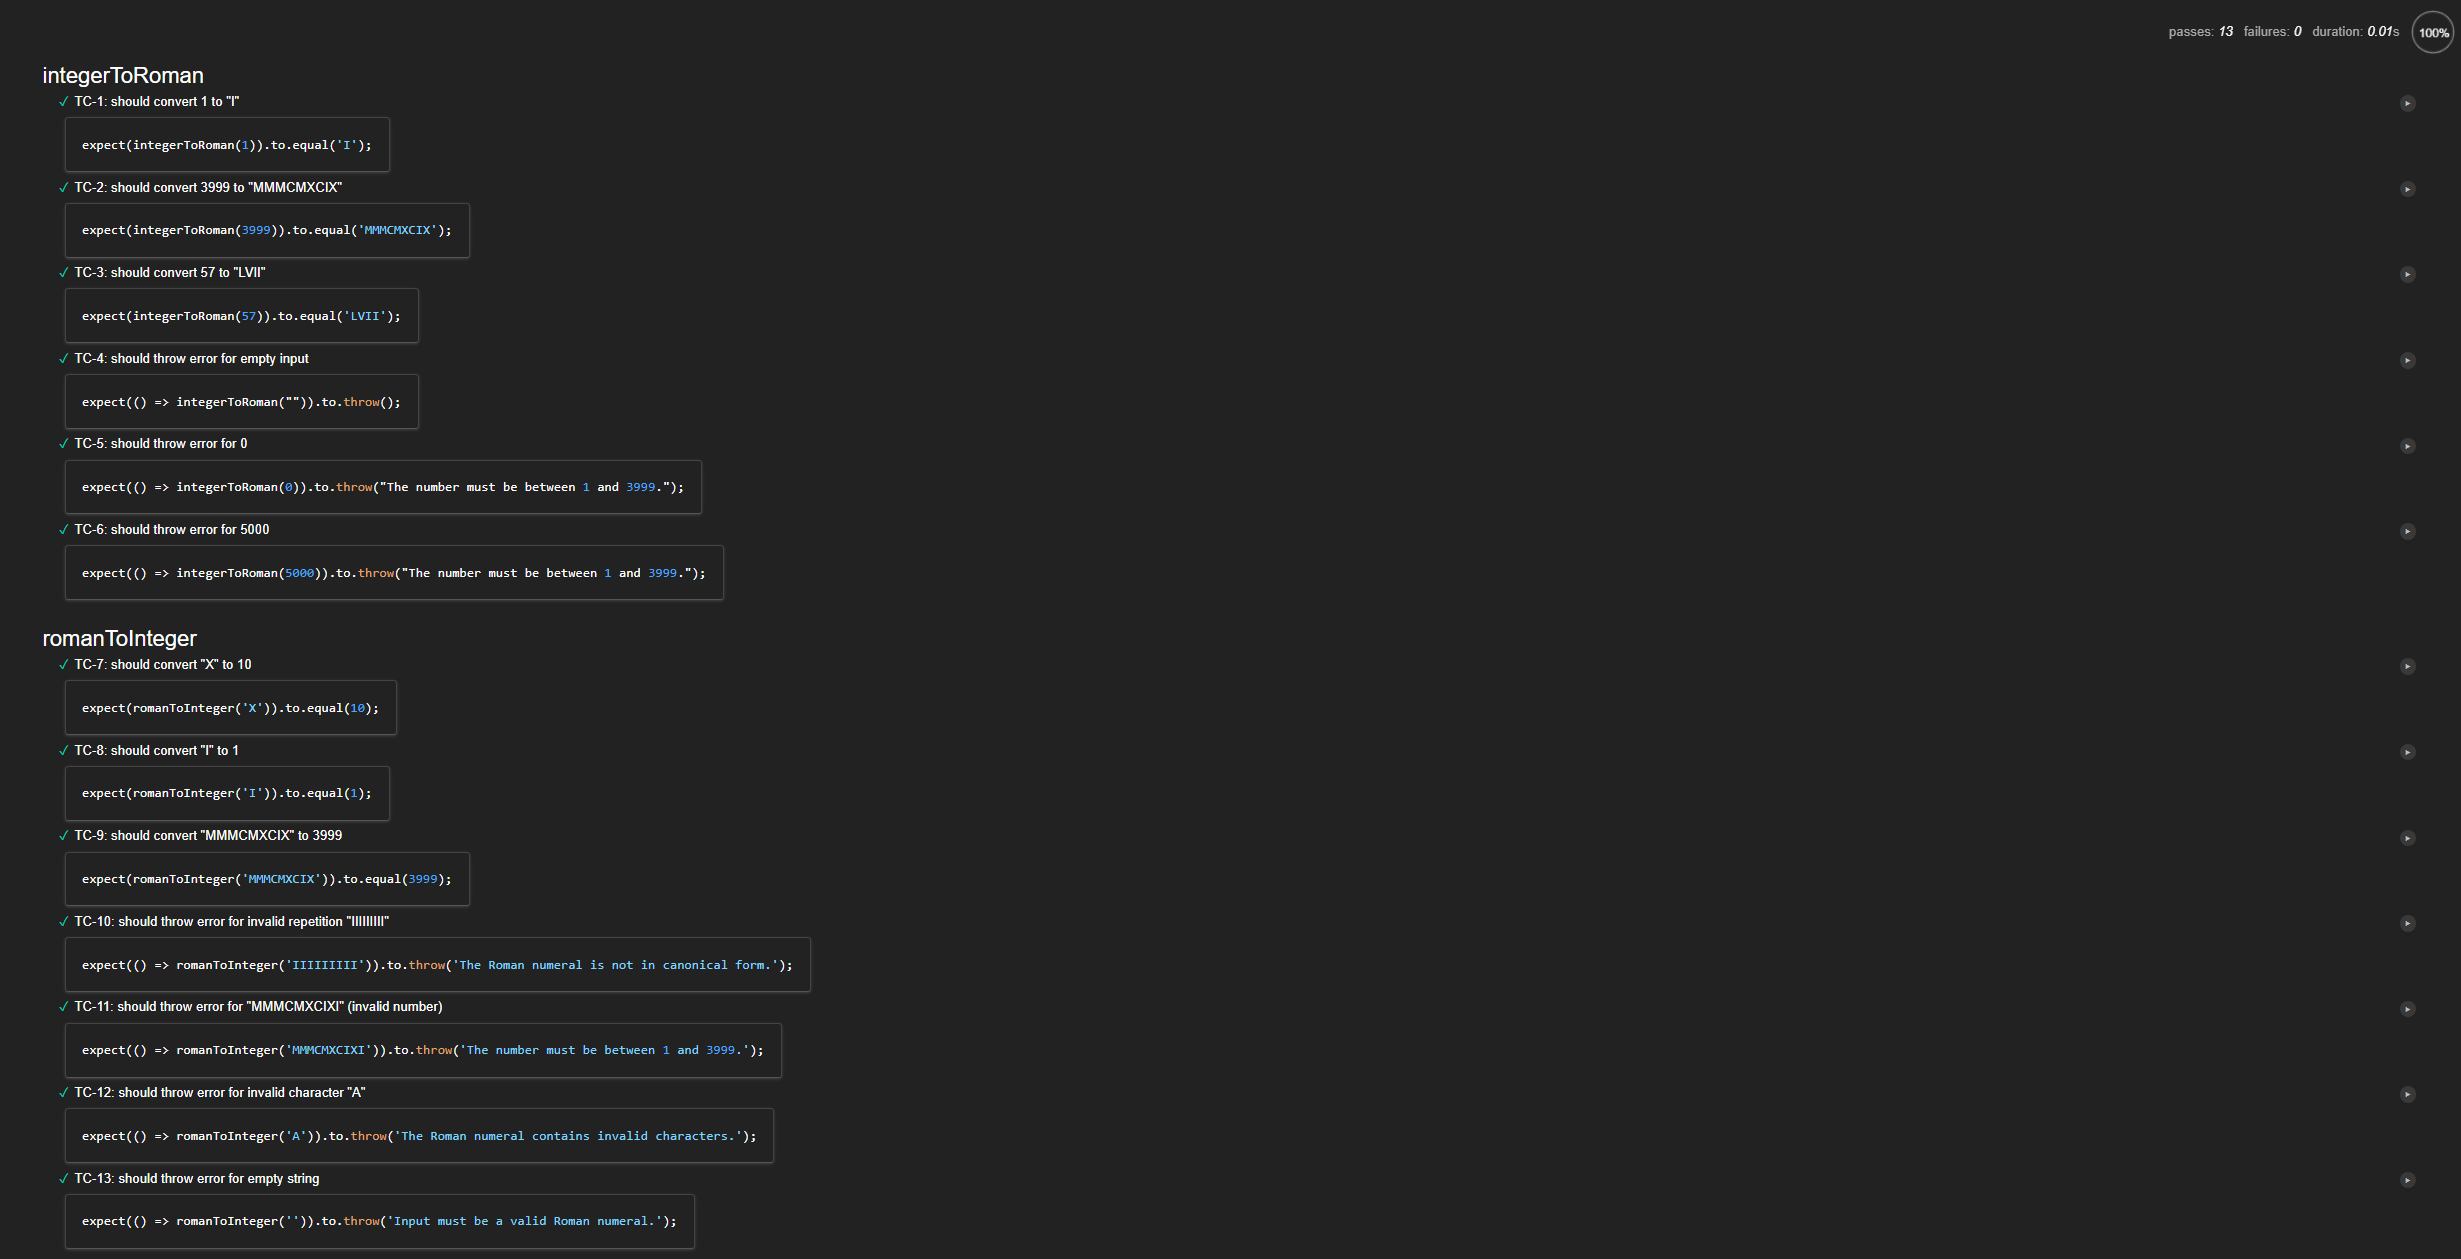 passes: 13 failures: 0 duration: 0.01s 100%
integerToRoman
✓ TC-1: should convert 1 to "I"
expect(integerToRoman(1)).to.equal('I');
✓ TC-2: should convert 3999 to "MMMCMXCIX"
expect(integerToRoman(3999)).to.equal('MMMCMXCIX');
✓ TC-3: should convert 57 to "LVII"
expect(integerToRoman(57)).to.equal('LVII');
✓ TC-4: should throw error for empty input
expect(() => integerToRoman("")).to.throw();
✓ TC-5: should throw error for 0
expect(() => integerToRoman(0)).to.throw("The number must be between 1 and 3999.");
✓ TC-6: should throw error for 5000
expect(() => integerToRoman(5000)).to.throw("The number must be between 1 and 3999.");
romanToInteger
✓ TC-7: should convert "X" to 10
expect(romanToInteger('X')).to.equal(10);
✓ TC-8: should convert "I" to 1
expect(romanToInteger('I')).to.equal(1);
✓ TC-9: should convert "MMMCMXCIX" to 3999
expect(romanToInteger('MMMCMXCIX')).to.equal(3999);
✓ TC-10: should throw error for invalid repetition "IIIIIIIII"
expect(() => romanToInteger('IIIIIIIII')).to.throw('The Roman numeral is not in canonical form.');
✓ TC-11: should throw error for "MMMCMXCIXI" (invalid number)
expect(() => romanToInteger('MMMCMXCIXI')).to.throw('The number must be between 1 and 3999.');
✓ TC-12: should throw error for invalid character "A"
expect(() => romanToInteger('A')).to.throw('The Roman numeral contains invalid characters.');
✓ TC-13: should throw error for empty string
expect(() => romanToInteger('')).to.throw('Input must be a valid Roman numeral.');